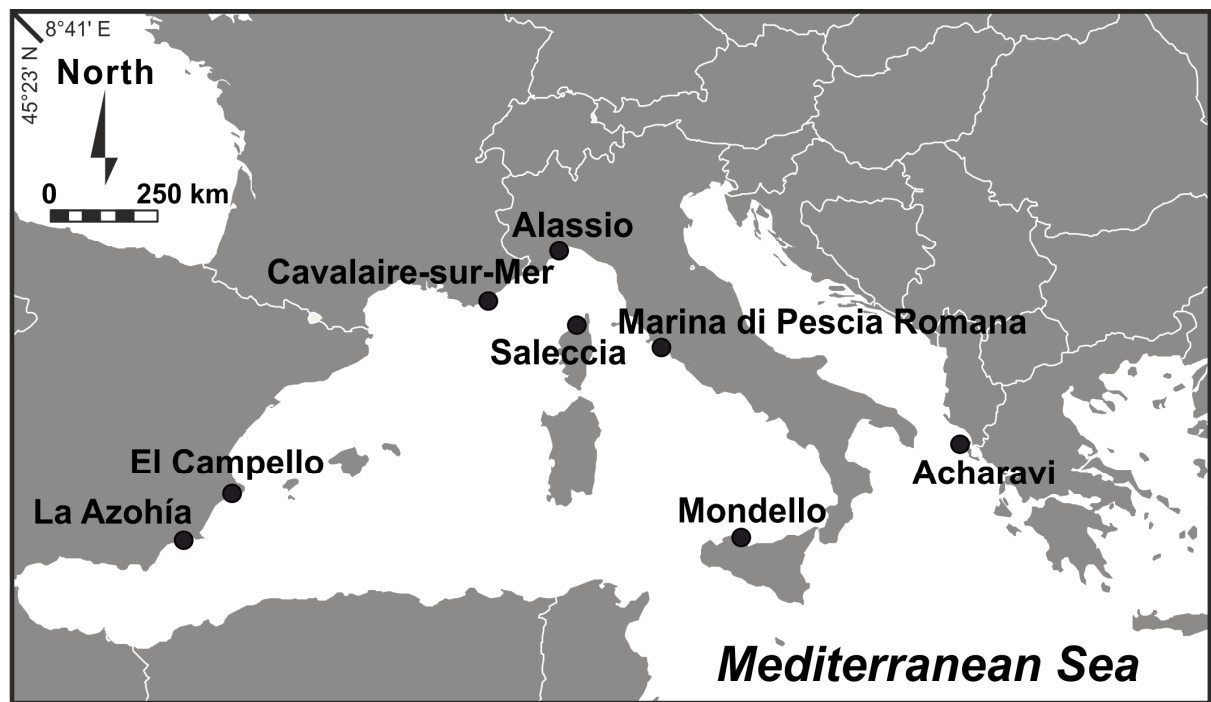 8°41' E
45°23' N
North
0 250 km
Alassio
Cavalaire-sur-Mer
Marina di Pescia Romana
Saleccia
El Campello
Acharavi
La Azohía
Mondello
Mediterranean Sea